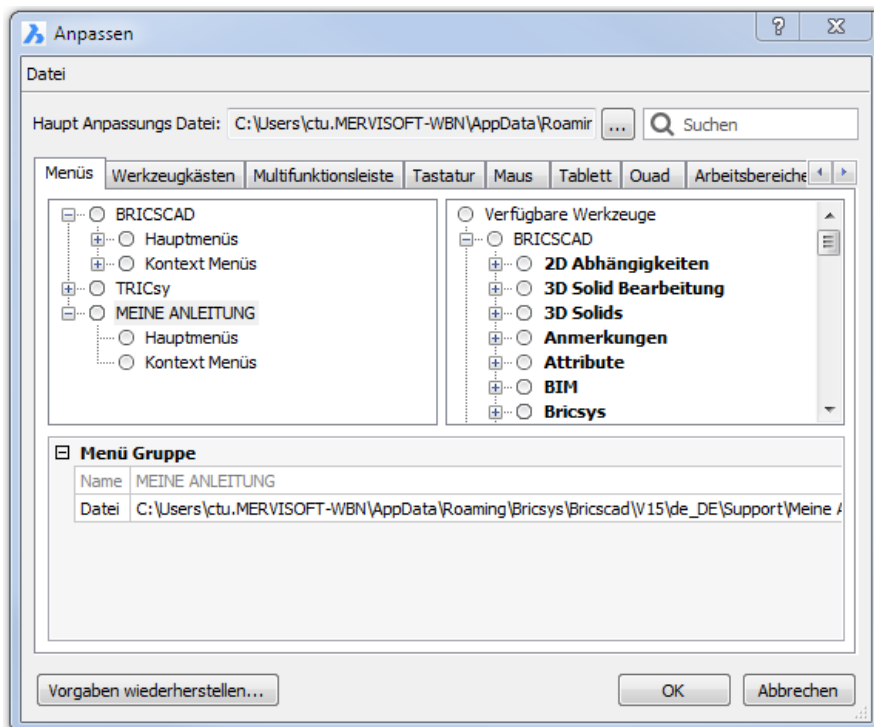 Anpassen
Datei
Haupt Anpassungs Datei: C:\Users\ctu.MERVISOFT-WBN\AppData\Roamir ... Suchen
Menüs Werkzeugkästen Multifunktionsleiste Tastatur Maus Tablett Quad Arbeitsbereiche
BRICSCAD
Hauptmenüs
Kontext Menüs
TRICsy
MEINE ANLEITUNG
Hauptmenüs
Kontext Menüs
Verfügbare Werkzeuge
BRICSCAD
2D Abhängigkeiten
3D Solid Bearbeitung
3D Solids
Anmerkungen
Attribute
BIM
Bricsys
Menü Gruppe
Name MEINE ANLEITUNG
Datei C:\Users\ctu.MERVISOFT-WBN\AppData\Roaming\Bricsys\Bricscad\V15\de_DE\Support\Meine A
Vorgaben wiederherstellen... OK Abbrechen